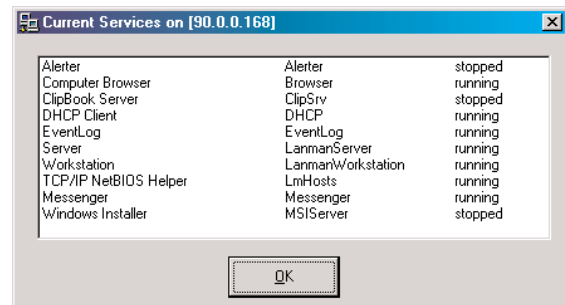 Current Services on [90.0.0.168]
Alerter Alerter stopped
Computer Browser Browser running
ClipBook Server ClipSrv stopped
DHCP Client DHCP running
EventLog EventLog running
Server LanmanServer running
Workstation LanmanWorkstation running
TCP/IP NetBIOS Helper LmHosts running
Messenger Messenger running
Windows Installer MSIServer stopped
OK